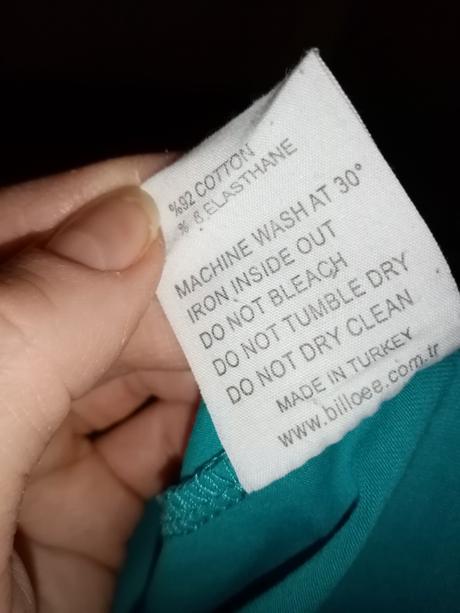 %92 COTTON
% 8 ELASTHANE
MACHINE WASH AT 30°
IRON INSIDE OUT
DO NOT BLEACH
DO NOT TUMBLE DRY
DO NOT DRY CLEAN
MADE IN TURKEY
www.billoee.com.tr